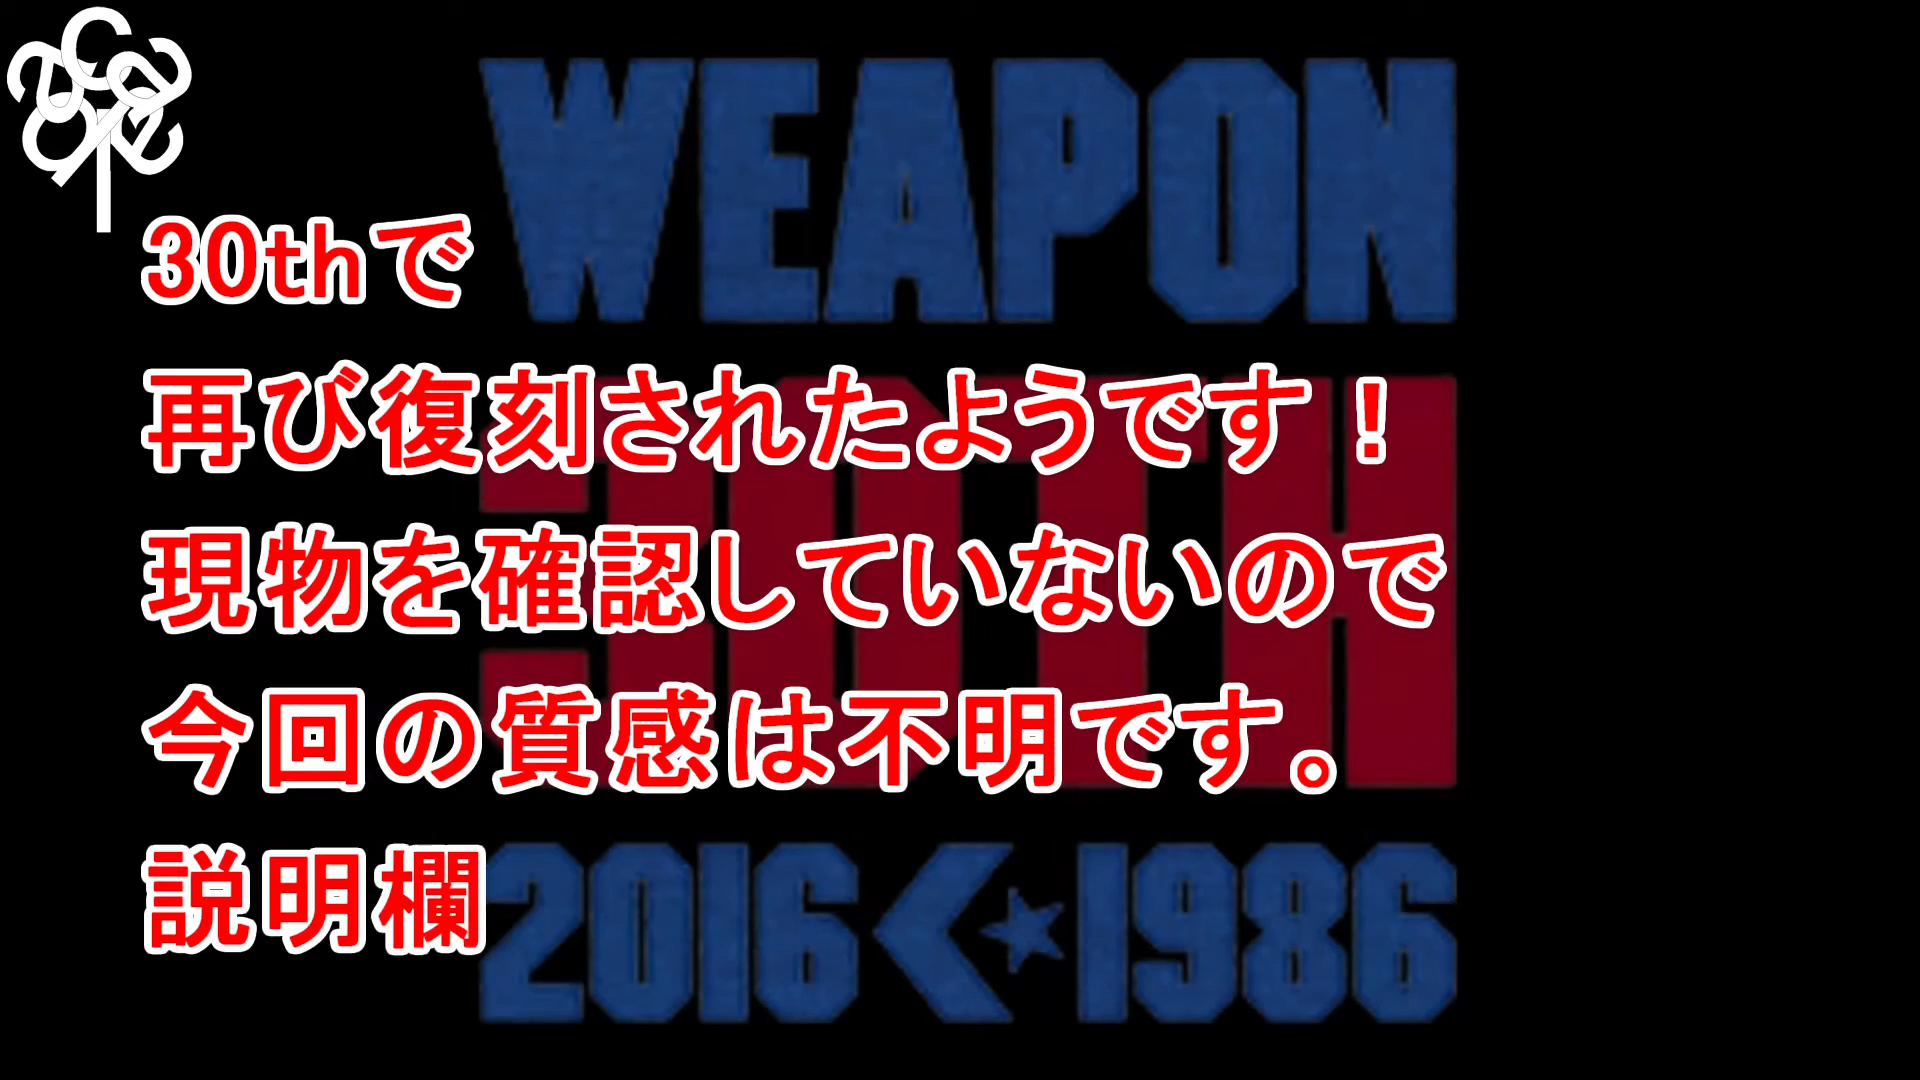 WEAPON
30TH
2016 1986
30thで
再び復刻されたようです！
現物を確認していないので
今回の質感は不明です。
説明欄